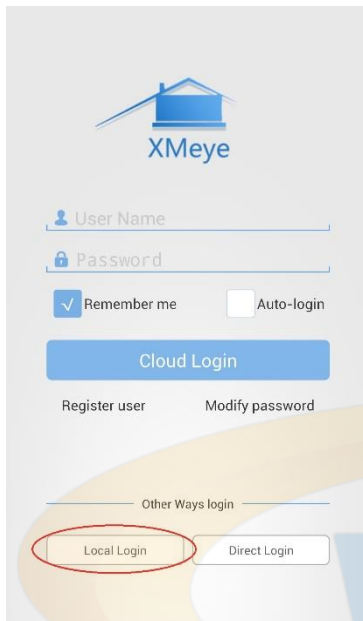 XMeye
User Name
Password
Remember me Auto-login
Cloud Login
Register user Modify password
Other Ways login
Local Login Direct Login